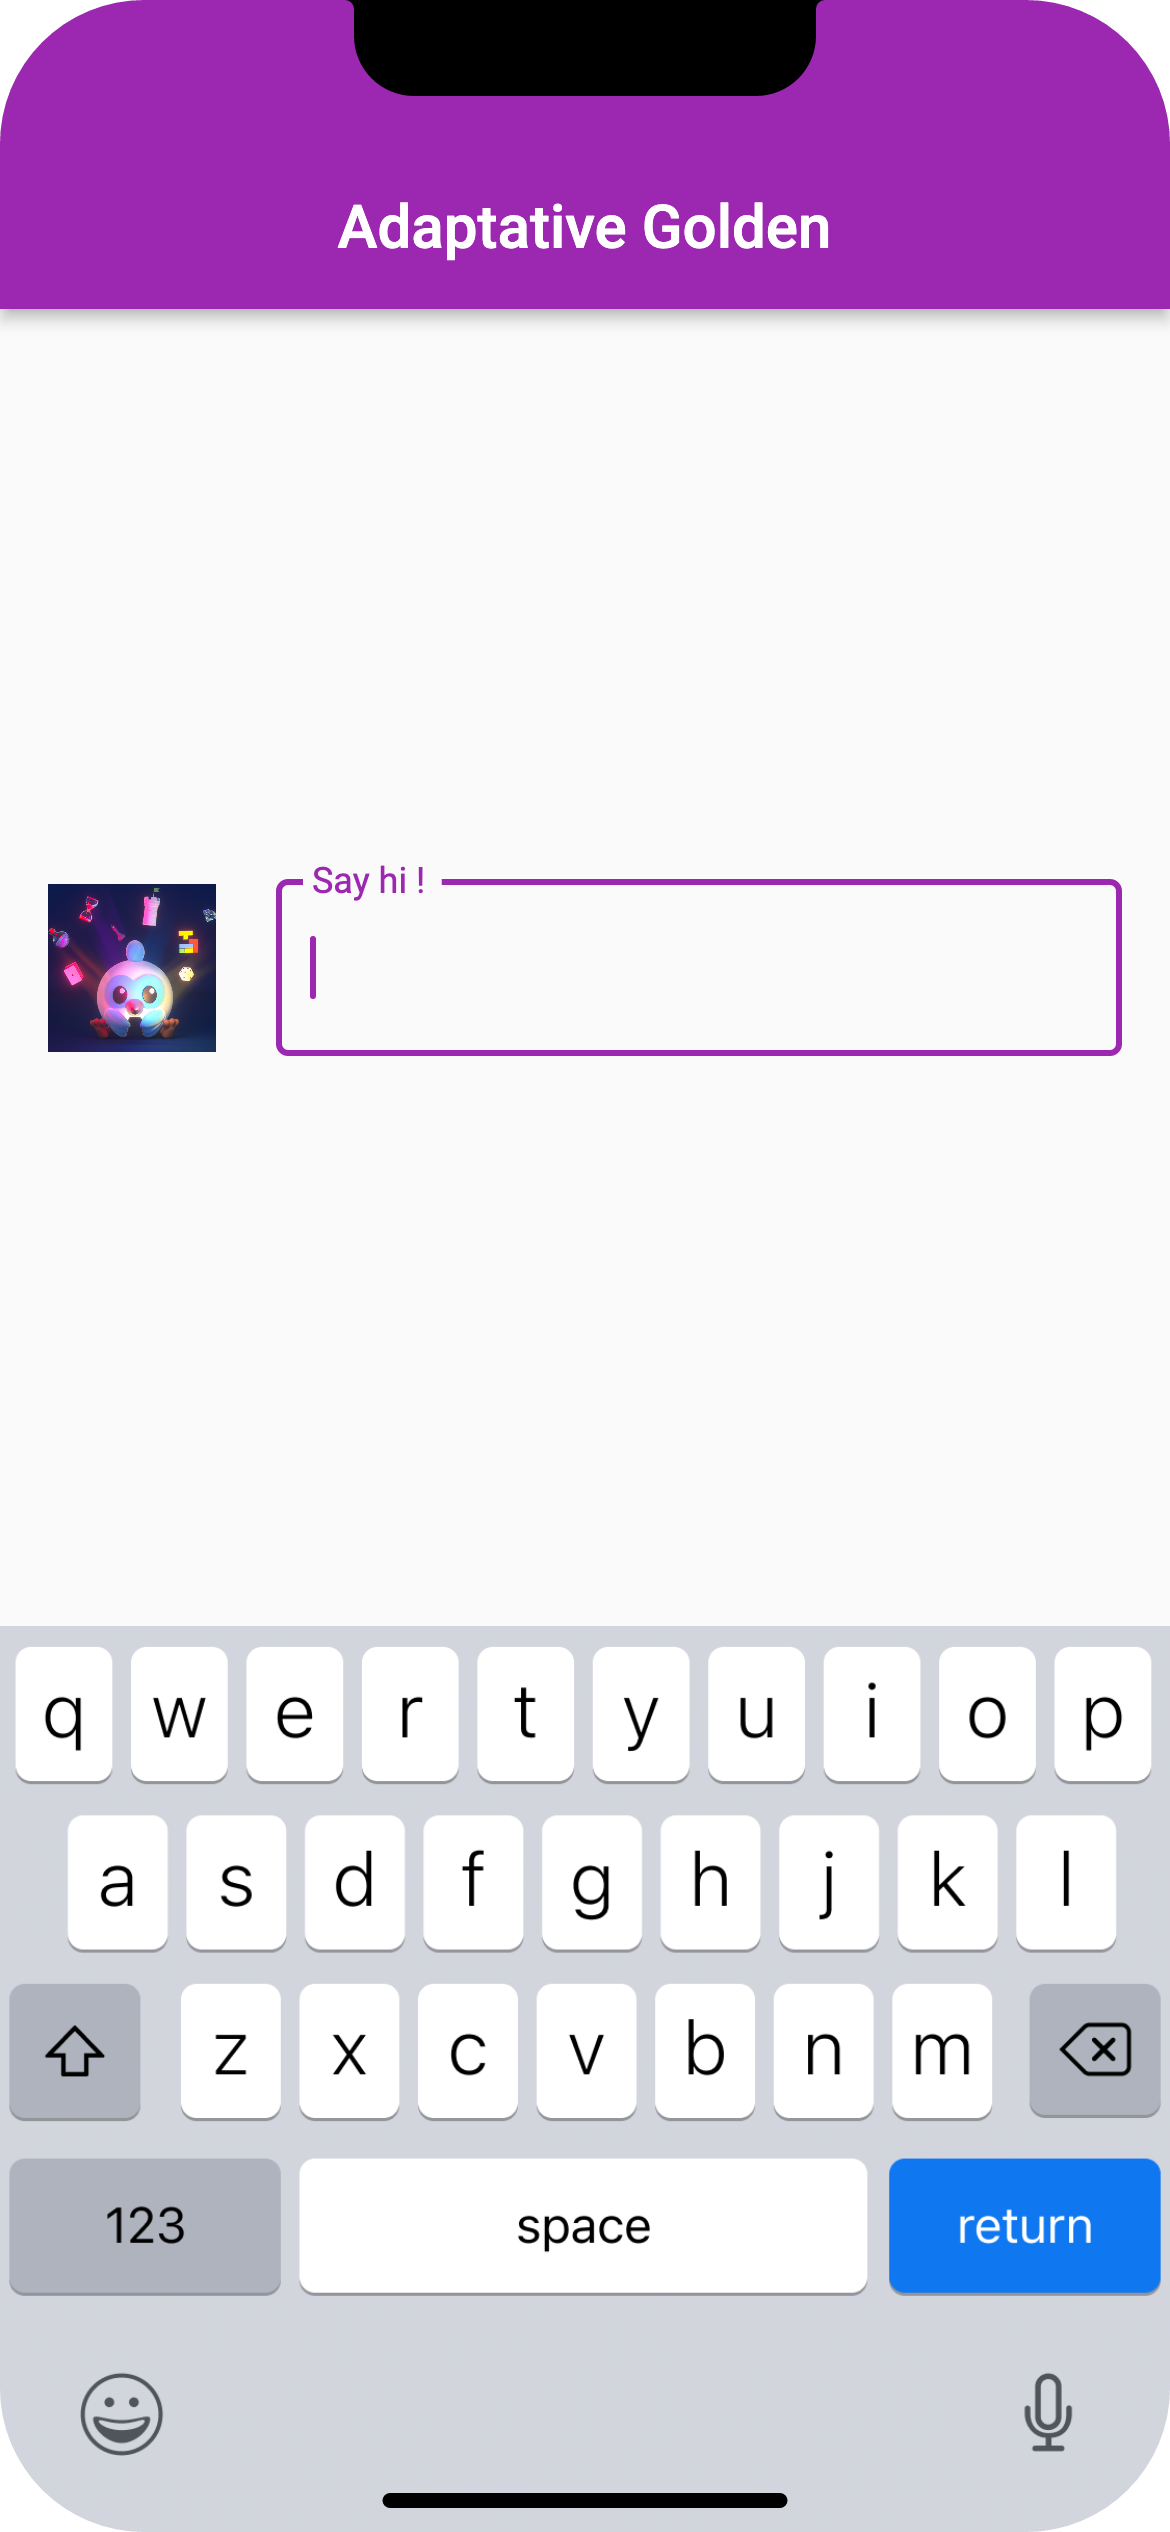 Adaptative Golden
Say hi !
q w e r t y u i o p
a s d f g h j k l
z x c v b n m
123 space return